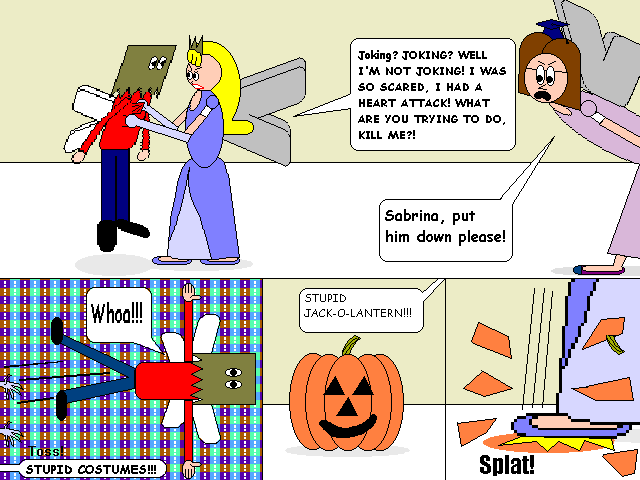 Joking? JOKING? WELL
I'M NOT JOKING! I WAS
SO SCARED, I HAD A
HEART ATTACK! WHAT
ARE YOU TRYING TO DO,
KILL ME?!
Sabrina, put
him down please!
Whoa!!!
Toss!
STUPID COSTUMES!!!
STUPID
JACK-O-LANTERN!!!
Splat!